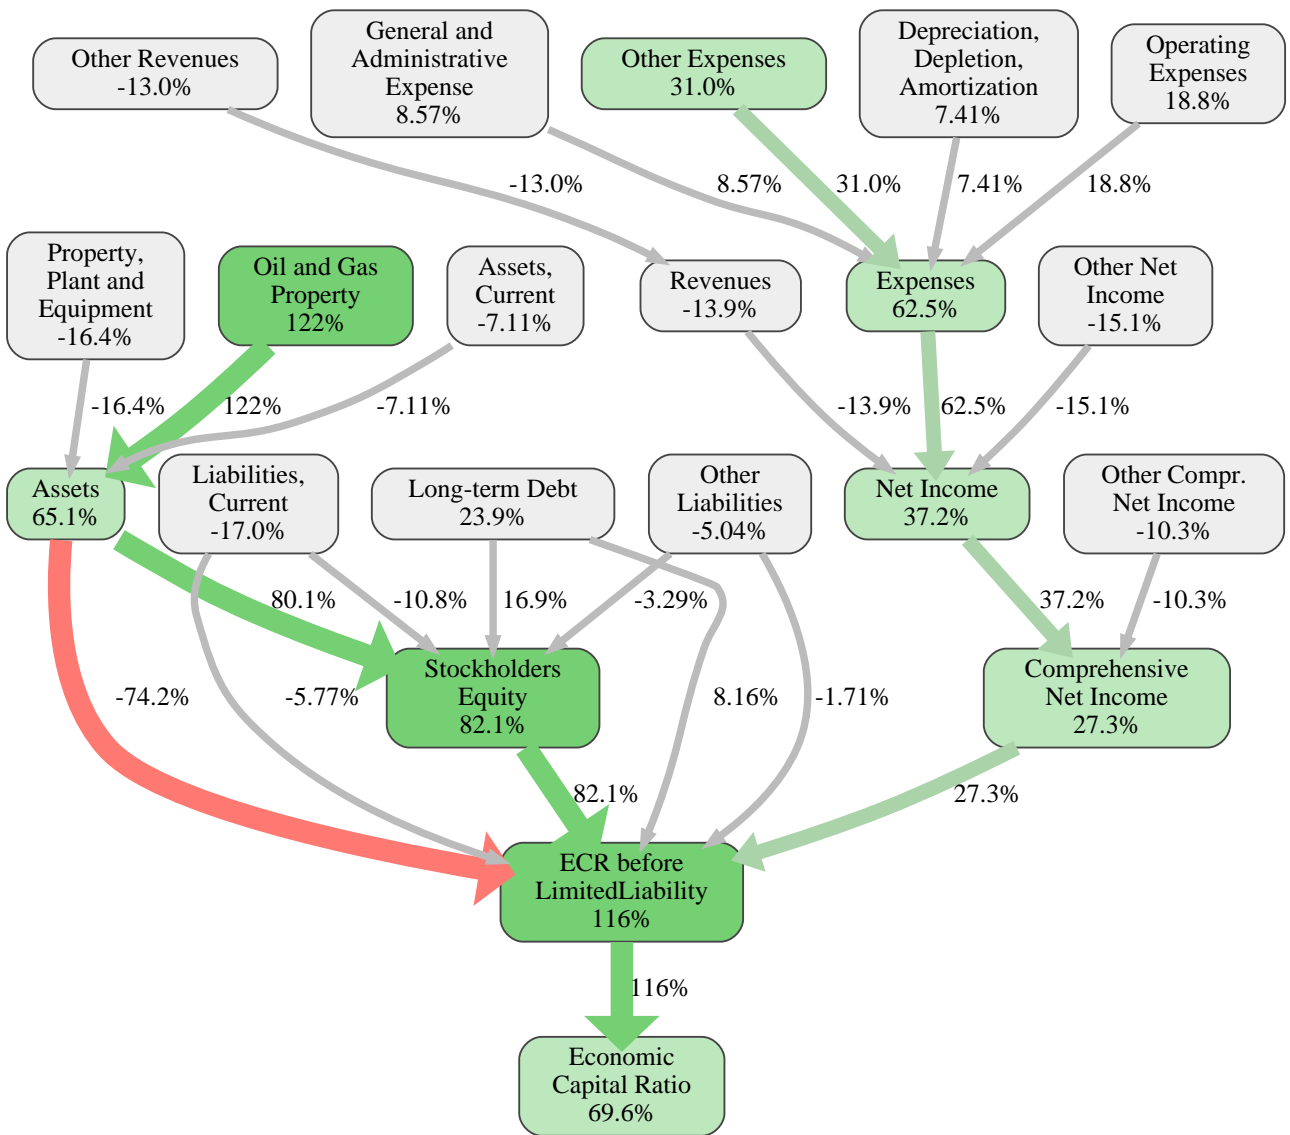 Other Revenues
-13.0%
General and
Administrative
Expense
8.57%
Other Expenses
31.0%
Depreciation,
Depletion,
Amortization
7.41%
Operating
Expenses
18.8%
-13.0%
8.57%
31.0%
7.41%
18.8%
Property,
Plant and
Equipment
-16.4%
Oil and Gas
Property
122%
Assets,
Current
-7.11%
Revenues
-13.9%
Expenses
62.5%
Other Net
Income
-15.1%
-16.4%
122%
-7.11%
-13.9%
62.5%
-15.1%
Assets
65.1%
Liabilities,
Current
-17.0%
Long-term Debt
23.9%
Other
Liabilities
-5.04%
Net Income
37.2%
Other Compr.
Net Income
-10.3%
80.1%
-10.8%
16.9%
-3.29%
37.2%
-10.3%
Stockholders
Equity
82.1%
Comprehensive
Net Income
27.3%
-74.2%
-5.77%
8.16%
-1.71%
82.1%
27.3%
ECR before
LimitedLiability
116%
116%
Economic
Capital Ratio
69.6%